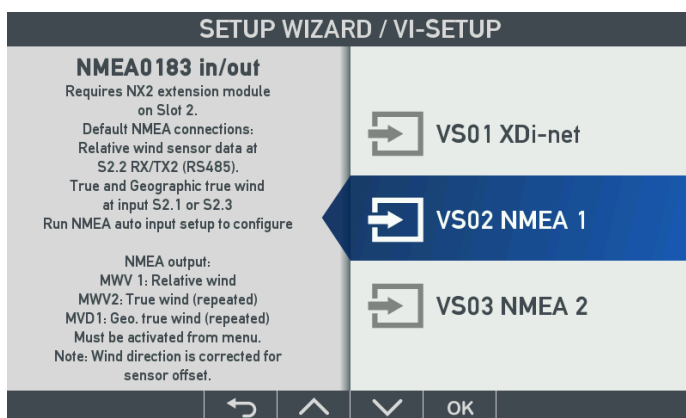 SETUP WIZARD / VI-SETUP
NMEA0183 in/out
Requires NX2 extension module
on Slot 2.
Default NMEA connections:
Relative wind sensor data at
S2.2 RX/TX2 (RS485).
True and Geographic true wind
at input S2.1 or S2.3
Run NMEA auto input setup to configure
NMEA output:
MWV 1: Relative wind
MWV2: True wind (repeated)
MVD1: Geo. true wind (repeated)
Must be activated from menu.
Note: Wind direction is corrected for
sensor offset.
VS01 XDi-net
VS02 NMEA 1
VS03 NMEA 2
OK